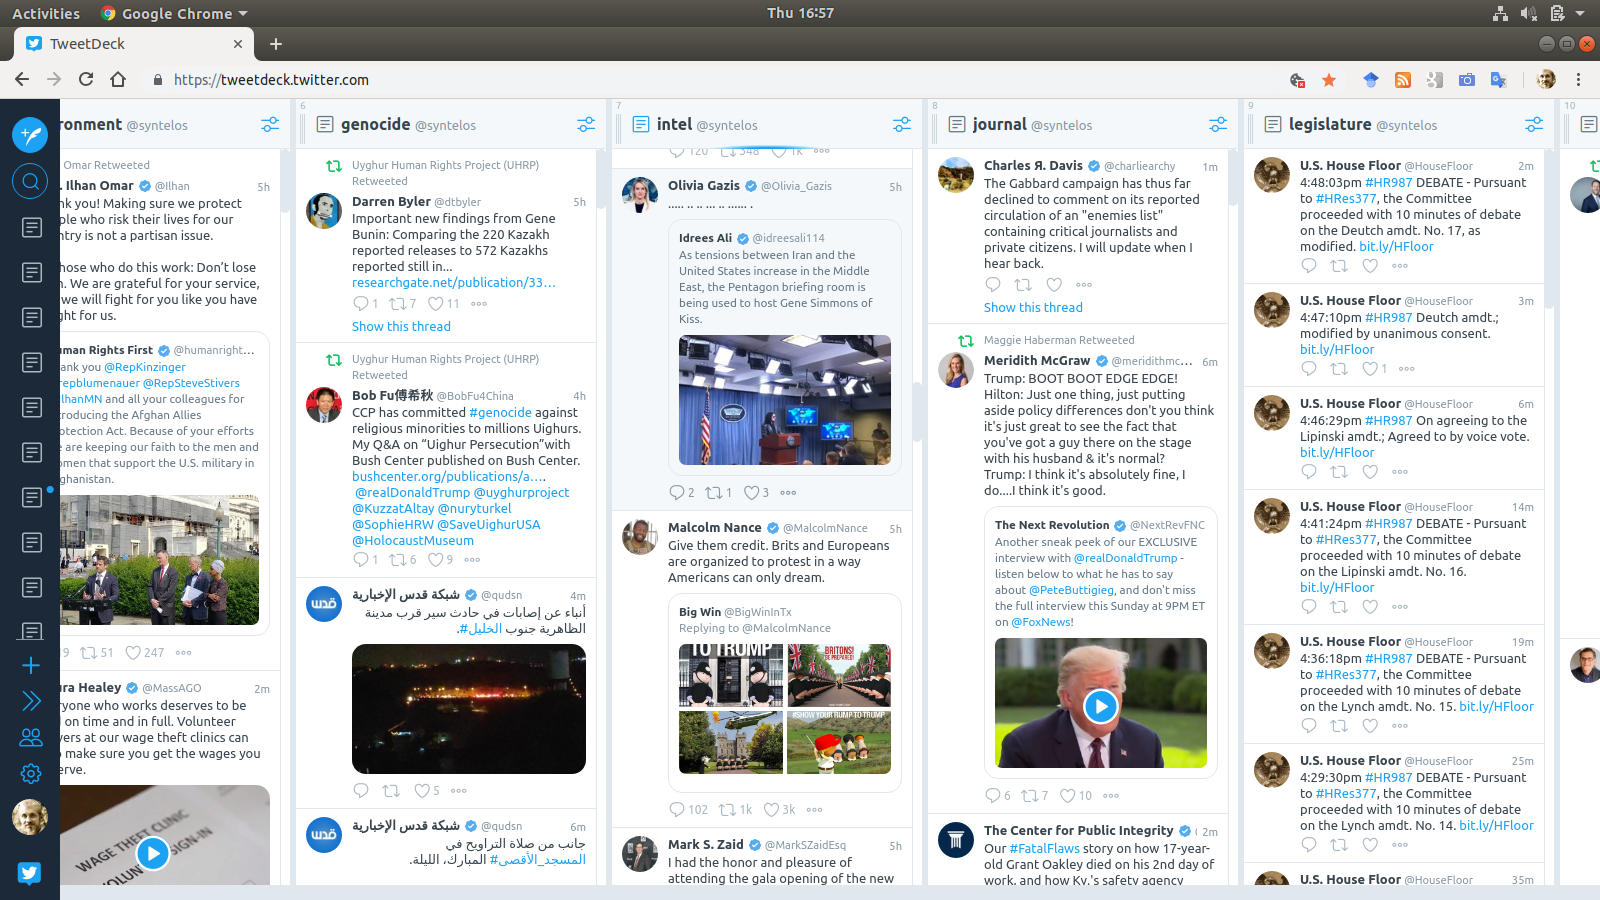 Activities
Google Chrome
Thu 16:57
TweetDeck
https://tweetdeck.twitter.com
ronment @syntelos
Omar Retweeted
. Ilhan Omar @Ilhan 5h
nk you! Making sure we protect
ple who risk their lives for our
ntry is not a partisan issue.
hose who do this work: Don't lose
. We are grateful for your service,
we will fight for you like you have
ght for us.
uman Rights First @humanright…
ank you @RepKinzinger
repblumenauer @RepSteveStivers
lhanMN and all your colleagues for
troducing the Afghan Allies
otection Act. Because of your efforts
e are keeping our faith to the men and
omen that support the U.S. military in
ghanistan.
19 51 247
ura Healey @MassAGO 2m
ryone who works deserves to be
d on time and in full. Volunteer
yers at our wage theft clinics can
make sure you get the wages you
erve.
WAGE THEFT CLINIC
VOLUN SIGN-IN
6
genocide @syntelos
Uyghur Human Rights Project (UHRP)
Retweeted
Darren Byler @dtbyler 5h
Important new findings from Gene
Bunin: Comparing the 220 Kazakh
reported releases to 572 Kazakhs
reported still in...
researchgate.net/publication/33…
1 7 11
Show this thread
Uyghur Human Rights Project (UHRP)
Retweeted
Bob Fu傅希秋 @BobFu4China 4h
CCP has committed #genocide against
religious minorities to millions Uighurs.
My Q&A on “Uighur Persecution”with
Bush Center published on Bush Center.
bushcenter.org/publications/a….
@realDonaldTrump @uyghurproject
@KuzzatAltay @nuryturkel
@SophieHRW @SaveUighurUSA
@HolocaustMuseum
1 6 9
شبكة قدس الإخبارية @qudsn 4m
أنباء عن إصابات في حادث سير قرب مدينة
الظاهرية جنوب #الخليل.
5
شبكة قدس الإخبارية @qudsn 6m
جانب من صلاة التراويح في
#المسجد_الأقصى المبارك، الليلة.
7
intel @syntelos
120 348 1k
Olivia Gazis @Olivia_Gazis 5h
..... .. .. ... .. ...... .
Idrees Ali @idreesali114
As tensions between Iran and the
United States increase in the Middle
East, the Pentagon briefing room is
being used to host Gene Simmons of
Kiss.
2 1 3
Malcolm Nance @MalcolmNance 5h
Give them credit. Brits and Europeans
are organized to protest in a way
Americans can only dream.
Big Win @BigWinInTx
Replying to @MalcolmNance
TO TRUMP
BRITONS!
BE PREPARED!
#SHOW YOUR RUMP TO TRUMP
102 1k 3k
Mark S. Zaid @MarkSZaidEsq 5h
I had the honor and pleasure of
attending the gala opening of the new
8
journal @syntelos
Charles Я. Davis @charliearchy 1m
The Gabbard campaign has thus far
declined to comment on its reported
circulation of an "enemies list"
containing critical journalists and
private citizens. I will update when I
hear back.
Show this thread
Maggie Haberman Retweeted
Meridith McGraw @meridithmc… 6m
Trump: BOOT BOOT EDGE EDGE!
Hilton: Just one thing, just putting
aside policy differences don't you think
it's just great to see the fact that
you've got a guy there on the stage
with his husband & it's normal?
Trump: I think it's absolutely fine, I
do....I think it's good.
The Next Revolution @NextRevFNC
Another sneak peek of our EXCLUSIVE
interview with @realDonaldTrump -
listen below to what he has to say
about @PeteButtigieg, and don't miss
the full interview this Sunday at 9PM ET
on @FoxNews!
6 7 10
The Center for Public Integrity 2m
Our #FatalFlaws story on how 17-year-
old Grant Oakley died on his 2nd day of
work, and how Ky.'s safety agency
9
legislature @syntelos
U.S. House Floor @HouseFloor 2m
4:48:03pm #HR987 DEBATE - Pursuant
to #HRes377, the Committee
proceeded with 10 minutes of debate
on the Deutch amdt. No. 17, as
modified. bit.ly/HFloor
U.S. House Floor @HouseFloor 3m
4:47:10pm #HR987 Deutch amdt.;
modified by unanimous consent.
bit.ly/HFloor
1
U.S. House Floor @HouseFloor 6m
4:46:29pm #HR987 On agreeing to the
Lipinski amdt.; Agreed to by voice vote.
bit.ly/HFloor
U.S. House Floor @HouseFloor 14m
4:41:24pm #HR987 DEBATE - Pursuant
to #HRes377, the Committee
proceeded with 10 minutes of debate
on the Lipinski amdt. No. 16.
bit.ly/HFloor
U.S. House Floor @HouseFloor 19m
4:36:18pm #HR987 DEBATE - Pursuant
to #HRes377, the Committee
proceeded with 10 minutes of debate
on the Lynch amdt. No. 15. bit.ly/HFloor
U.S. House Floor @HouseFloor 25m
4:29:30pm #HR987 DEBATE - Pursuant
to #HRes377, the Committee
proceeded with 10 minutes of debate
on the Lynch amdt. No. 14. bit.ly/HFloor
U.S. House Floor @HouseFloor 35m
10